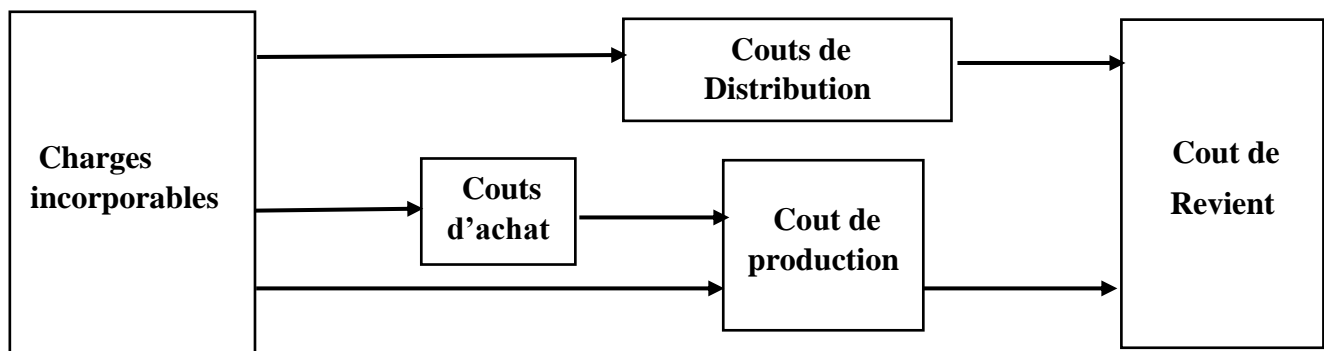 Charges
incorporables
Couts de
Distribution
Couts
d’achat
Cout de
production
Cout de
Revient